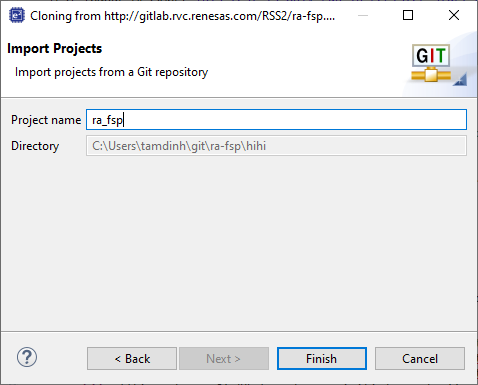 Cloning from http://gitlab.rvc.renesas.com/RSS2/ra-fsp....
Import Projects
Import projects from a Git repository
GIT
Project name ra_fsp
Directory C:\Users\tamdinh\git\ra-fsp\hihi
? < Back Next > Finish Cancel